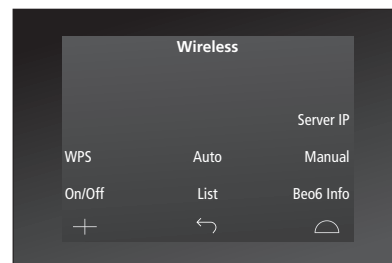 Wireless
Server IP
WPS Auto Manual
On/Off List Beo6 Info